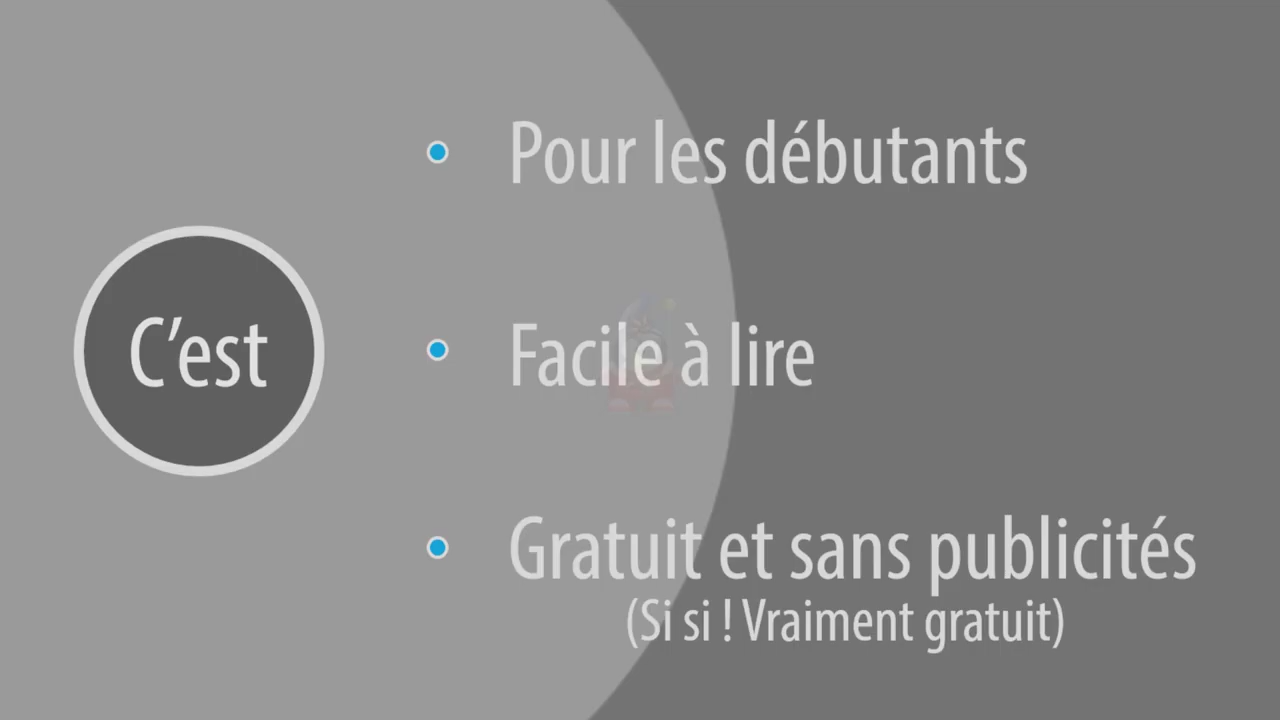 C’est
Pour les débutants
Facile à lire
Gratuit et sans publicités
(Si si ! Vraiment gratuit)